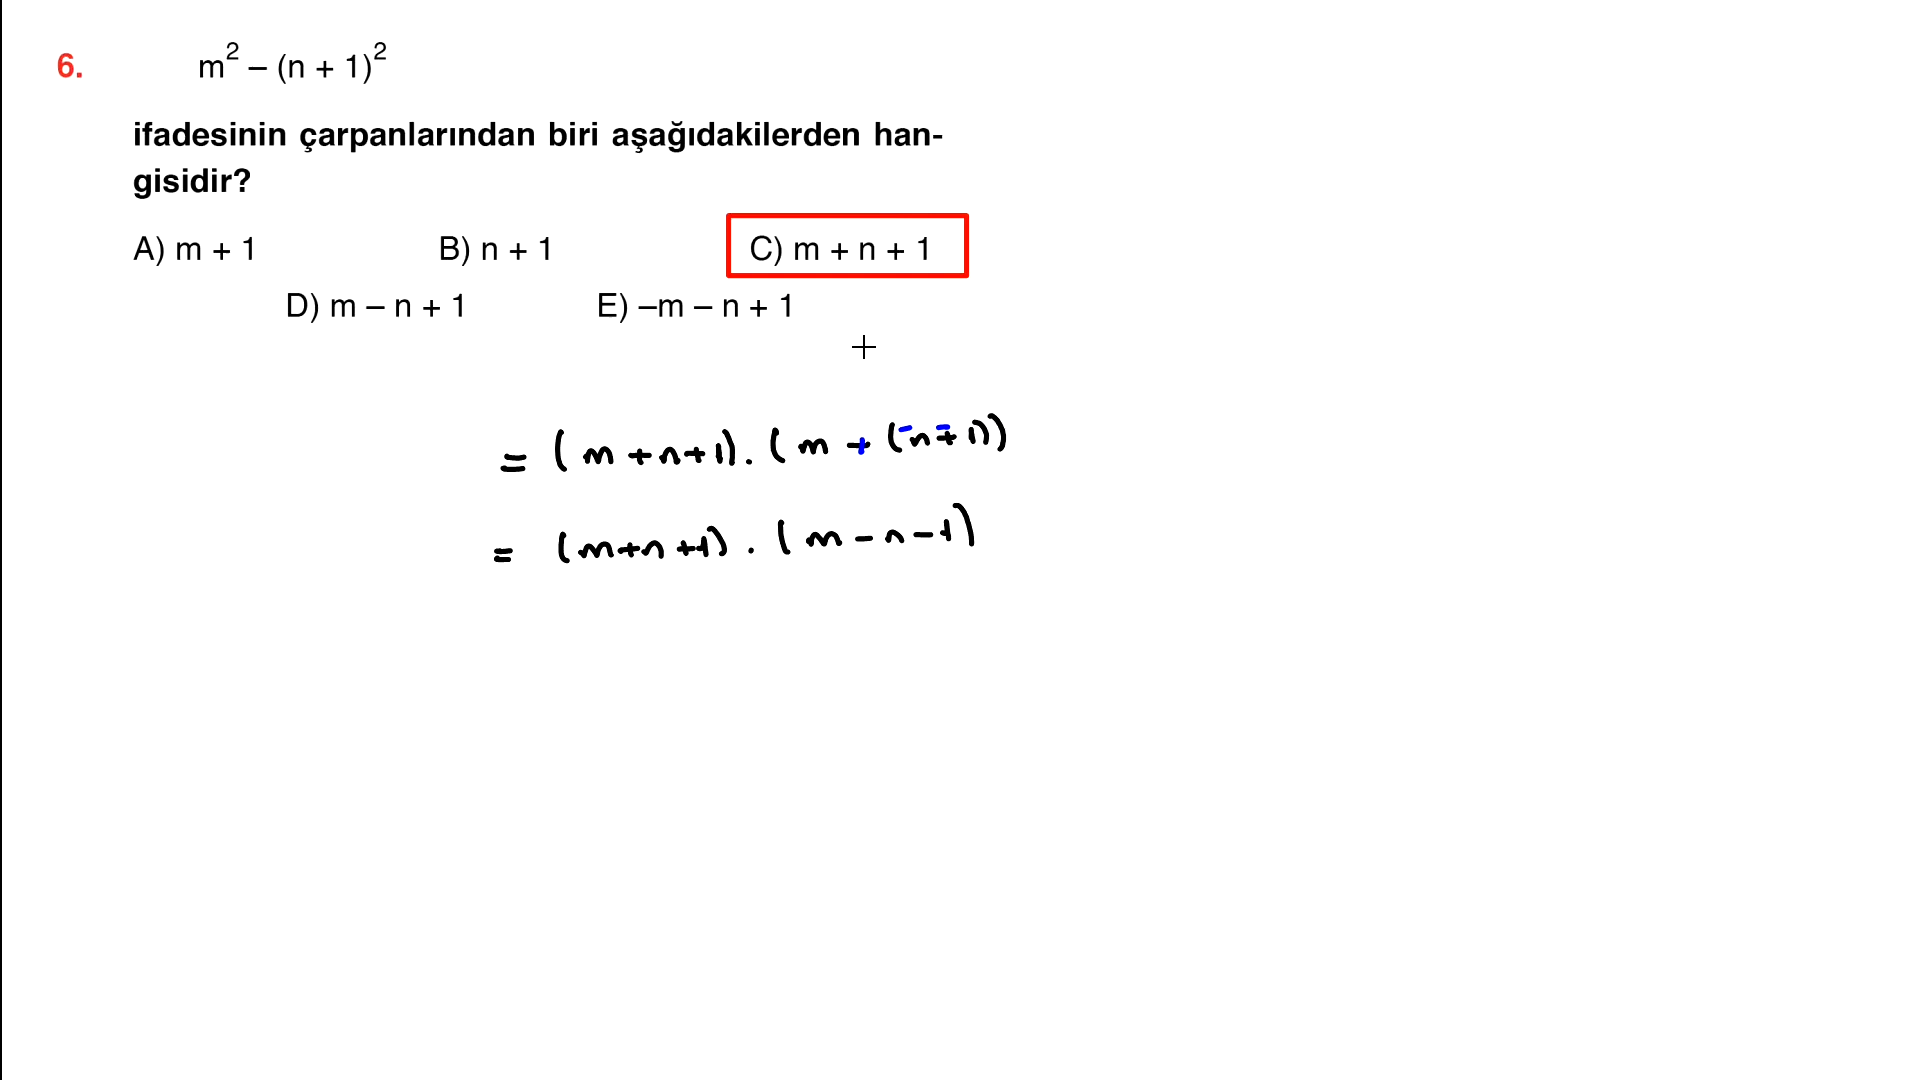 6. m² – (n + 1)²
ifadesinin çarpanlarından biri aşağıdakilerden han-
gisidir?
A) m + 1 B) n + 1 C) m + n + 1
D) m – n + 1 E) –m – n + 1
= (m + n + 1) . (m + (-n - 1))
= (m + n + 1) . (m - n - 1)